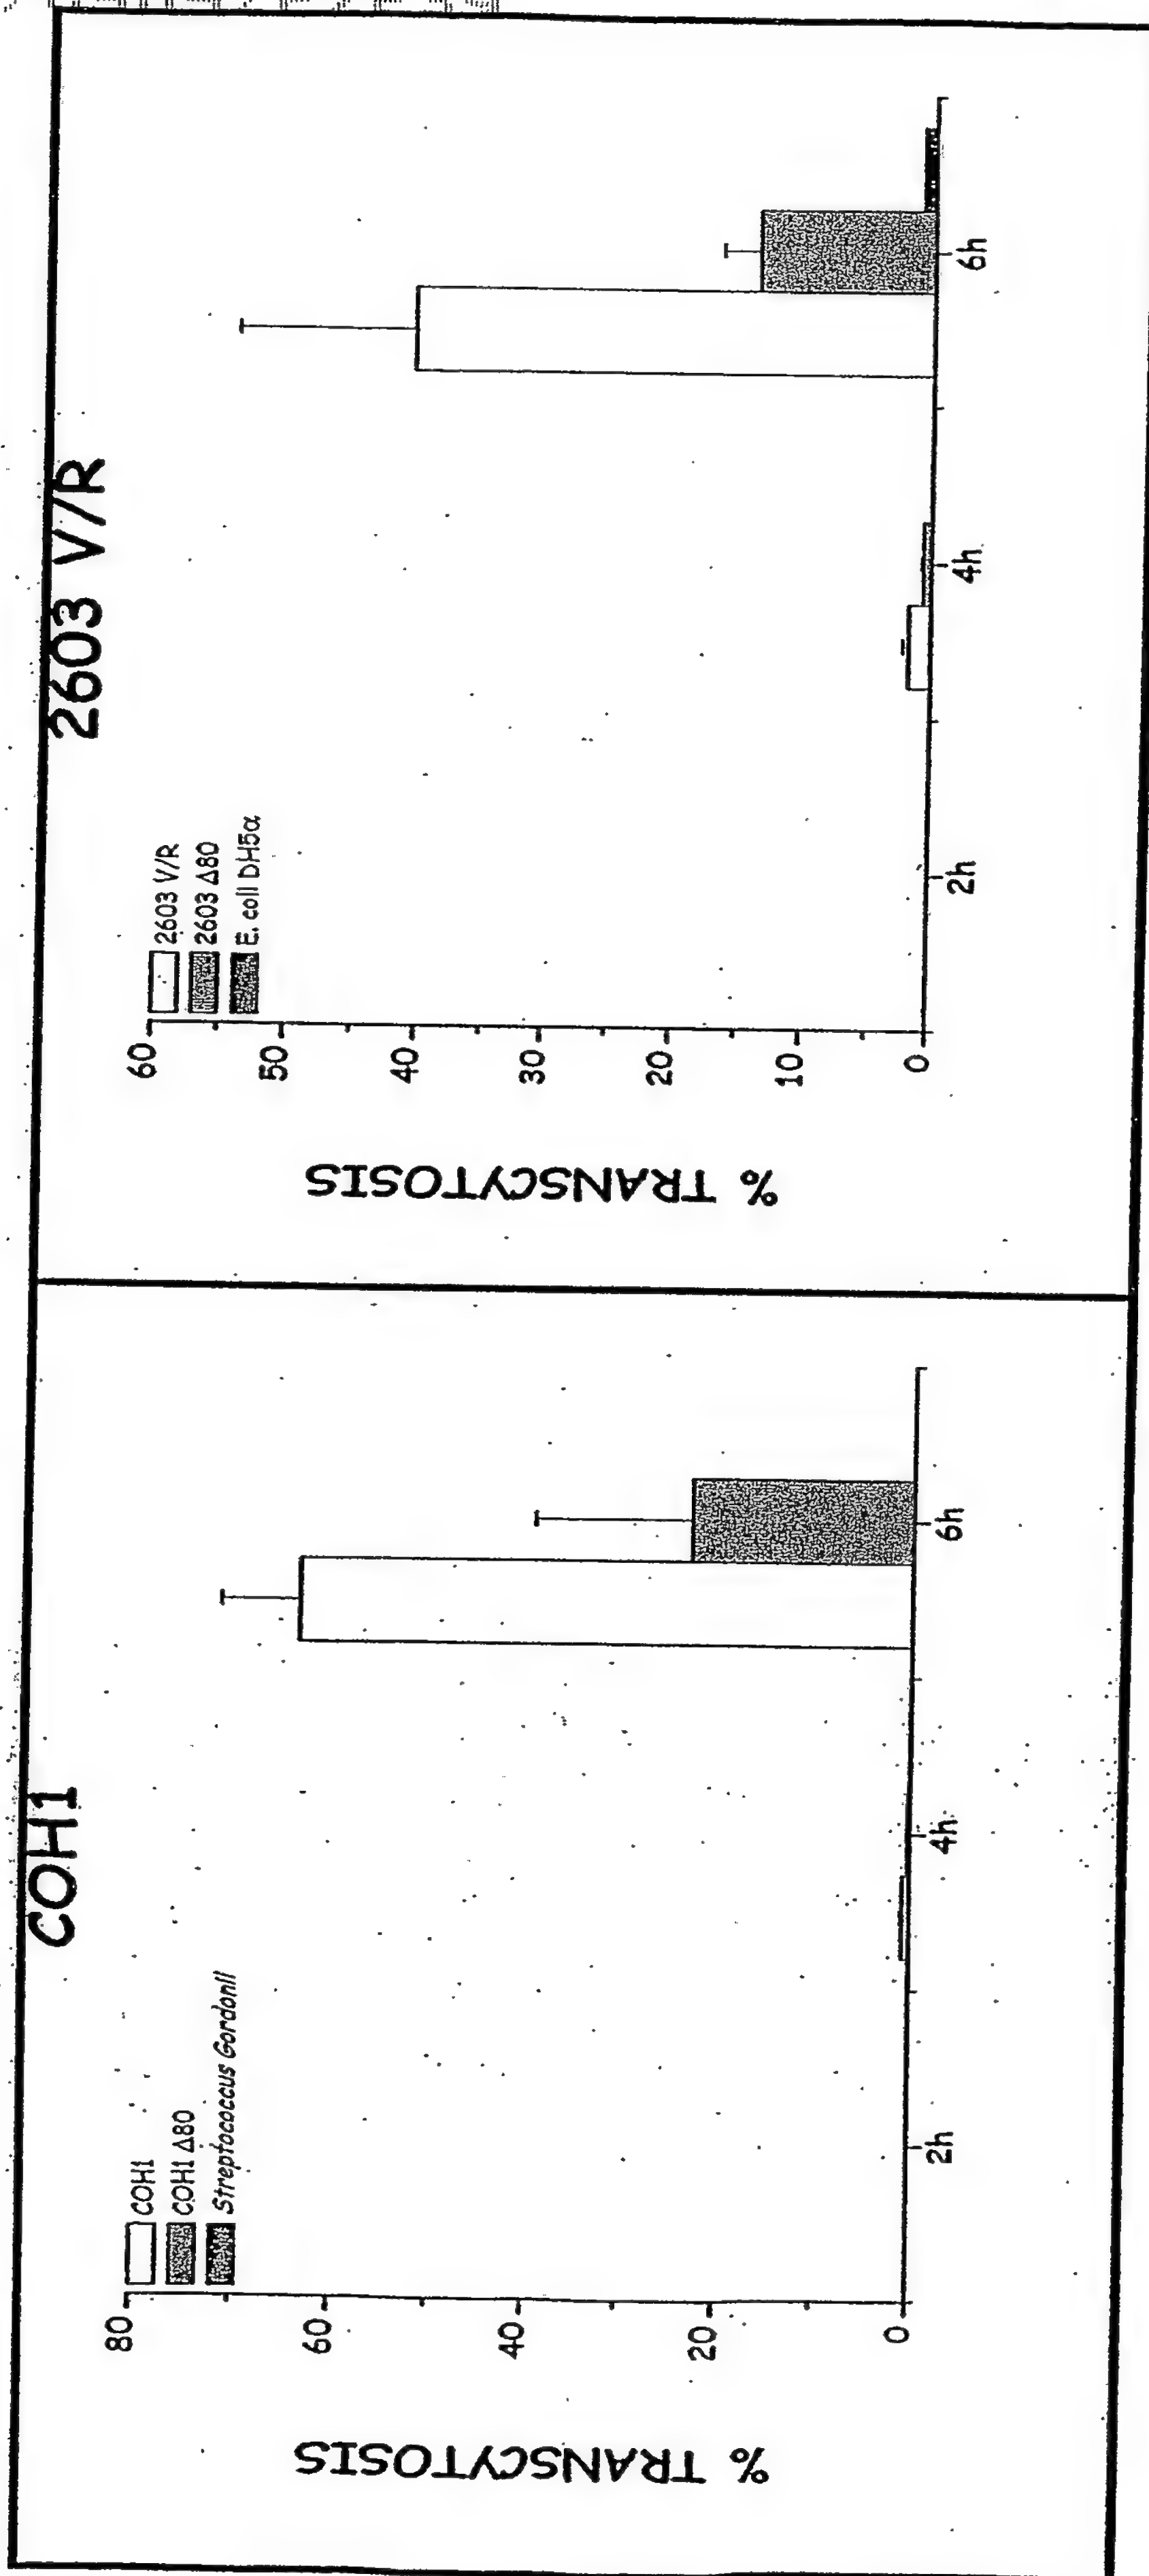 COH1
% TRANSCYTOSIS
80
60
40
20
0
COH1
COH1 Δ80
Streptococcus Gordonii
2h
4h
6h
2603 V/R
% TRANSCYTOSIS
60
50
40
30
20
10
0
2603 V/R
2603 Δ80
E. coli DH5α
2h
4h
6h